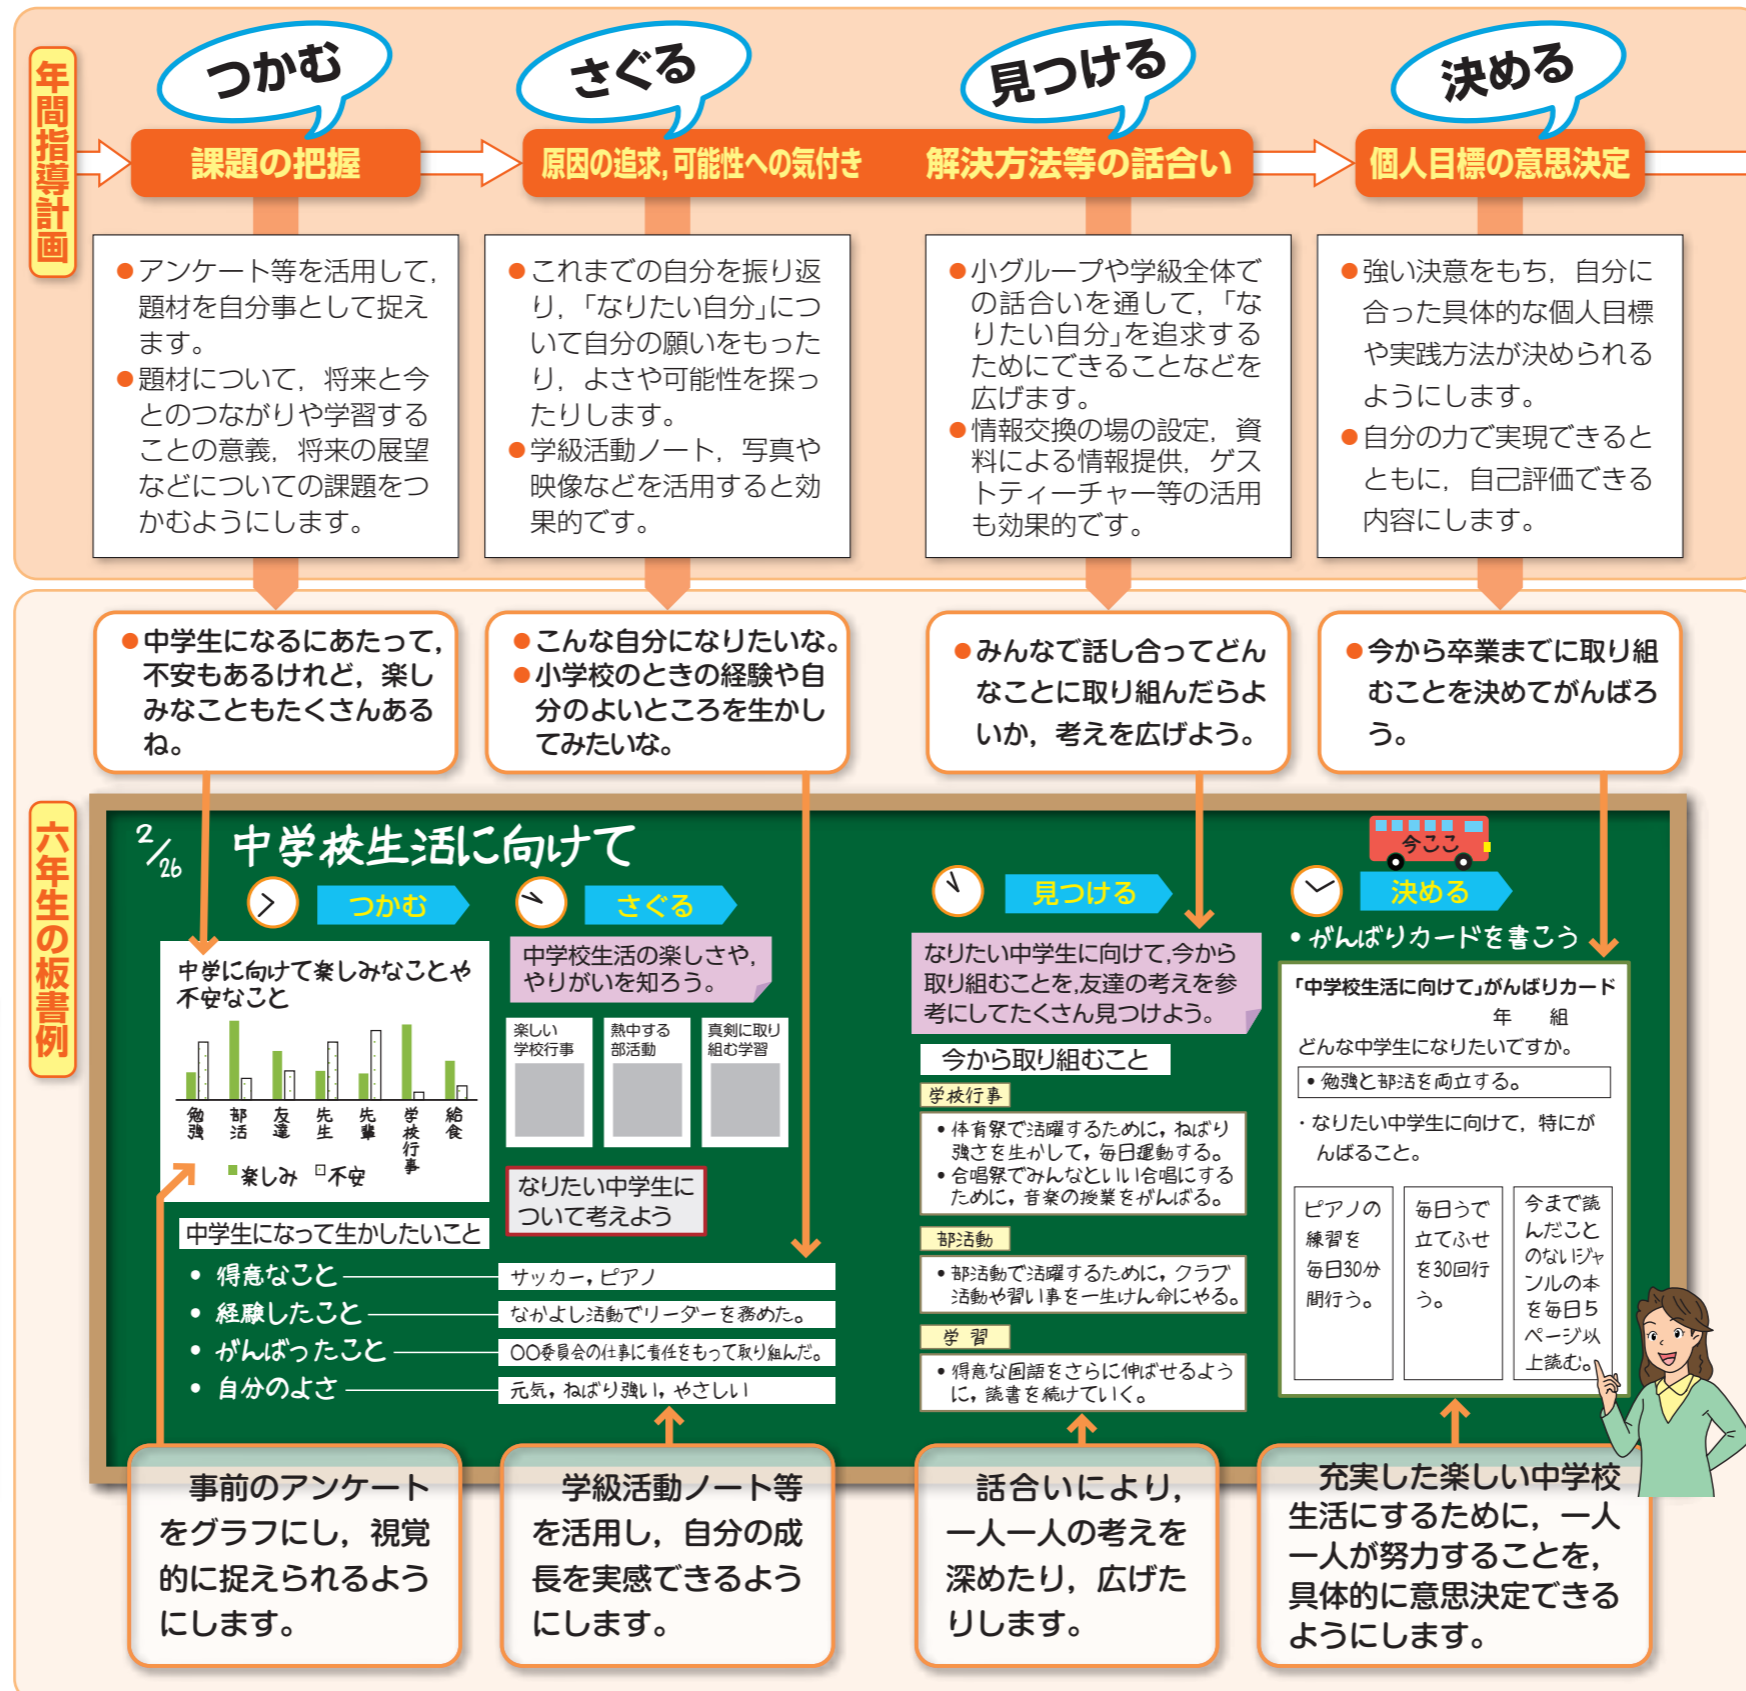 年間指導計画
つかむ
さぐる
見つける
決める
課題の把握
原因の追求,可能性への気付き
解決方法等の話合い
個人目標の意思決定
●アンケート等を活用して,
題材を自分事として捉え
ます。
●題材について,将来と今
とのつながりや学習する
ことの意義,将来の展望
などについての課題をつ
かむようにします。
●これまでの自分を振り返
り,「なりたい自分」につ
いて自分の願いをもった
り,よさや可能性を探っ
たりします。
●学級活動ノート,写真や
映像などを活用すると効
果的です。
●小グループや学級全体で
の話合いを通して,「な
りたい自分」を追求する
ためにできることなどを
広げます。
●情報交換の場の設定,資
料による情報提供,ゲス
トティーチャー等の活用
も効果的です。
●強い決意をもち,自分に
合った具体的な個人目標
や実践方法が決められる
ようにします。
●自分の力で実現できると
ともに,自己評価できる
内容にします。
●中学生になるにあたって,
不安もあるけれど,楽し
みなこともたくさんある
ね。
●こんな自分になりたいな。
●小学校のときの経験や自
分のよいところを生かし
てみたいな。
●みんなで話し合ってどん
なことに取り組んだらよ
いか,考えを広げよう。
●今から卒業までに取り組
むことを決めてがんばろ
う。
六年生の板書例
2/26
中学校生活に向けて
つかむ
中学に向けて楽しみなことや
不安なこと
勉強
部活
友達
先生
先輩
学校行事
給食
楽しみ
不安
中学生になって生かしたいこと
・得意なこと
・経験したこと
・がんばったこと
・自分のよさ
さぐる
中学校生活の楽しさや,
やりがいを知ろう。
楽しい
学校行事
熱中する
部活動
真剣に取り
組む学習
なりたい中学生に
ついて考えよう
サッカー,ピアノ
なかよし活動でリーダーを務めた。
〇〇委員会の仕事に責任をもって取り組んだ。
元気,ねばり強い,やさしい
見つける
なりたい中学生に向けて,今から
取り組むことを,友達の考えを参
考にしてたくさん見つけよう。
今から取り組むこと
学校行事
・体育祭で活躍するために,ねばり
強さを生かして,毎日運動する。
・合唱祭でみんなといい合唱にする
ために,音楽の授業をがんばる。
部活動
・部活動で活躍するために,クラブ
活動や習い事を一生けん命にやる。
学習
・得意な国語をさらに伸ばせるよう
に,読書を続けていく。
今ここ
決める
・がんばりカードを書こう
「中学校生活に向けて」がんばりカード
年 組
どんな中学生になりたいですか。
・勉強と部活を両立する。
・なりたい中学生に向けて,特にが
んばること。
ピアノの
練習を
毎日30分
間行う。
毎日うで
立てふせ
を30回行
う。
今まで読
んだこと
のないジャ
ンルの本
を毎日5
ページ以
上読む。
事前のアンケート
をグラフにし,視覚
的に捉えられるよう
にします。
学級活動ノート等
を活用し,自分の成
長を実感できるよう
にします。
話合いにより,
一人一人の考えを
深めたり,広げた
りします。
充実した楽しい中学校
生活にするために,一人
一人が努力することを,
具体的に意思決定できる
ようにします。